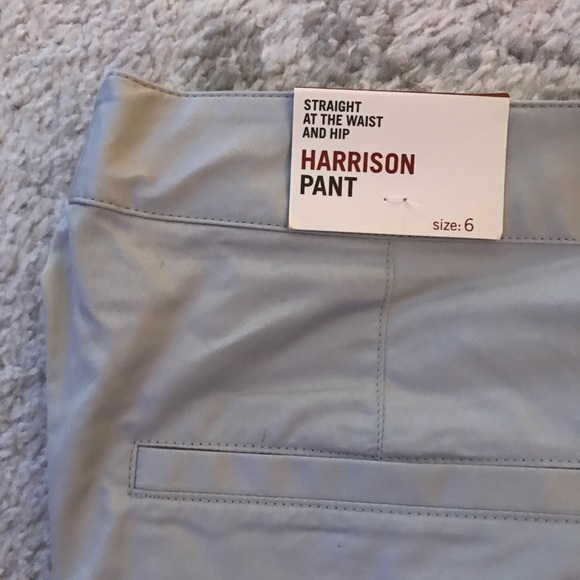 STRAIGHT
AT THE WAIST
AND HIP
HARRISON
PANT
size: 6